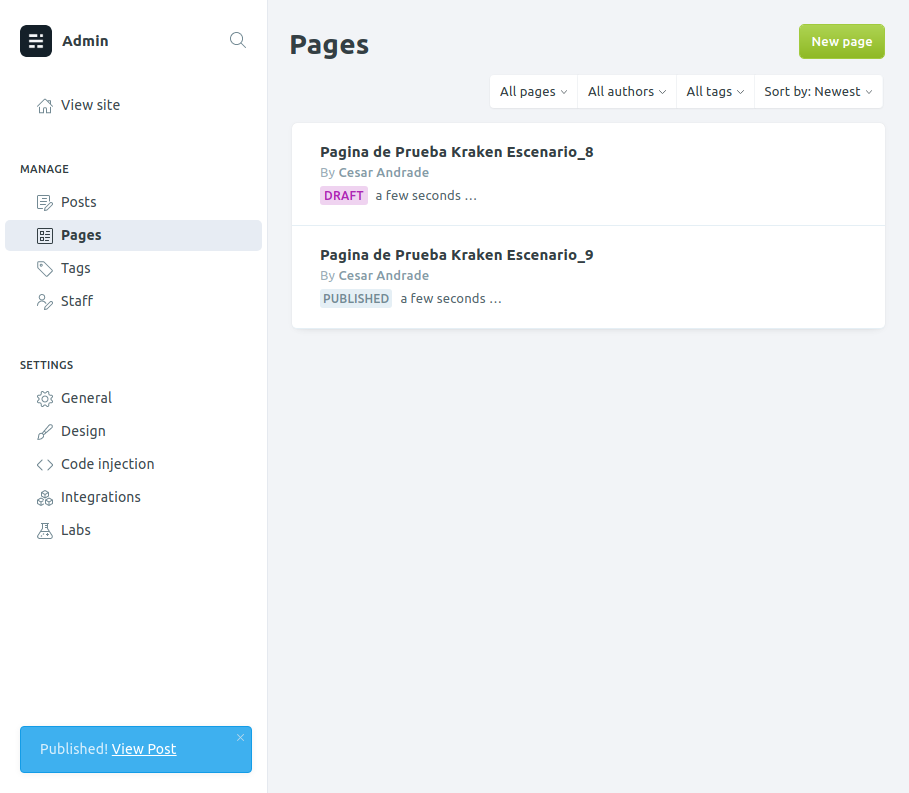 Admin
View site
MANAGE
Posts
Pages
Tags
Staff
SETTINGS
General
Design
Code injection
Integrations
Labs
Published! View Post
Pages
New page
All pages
All authors
All tags
Sort by: Newest
Pagina de Prueba Kraken Escenario_8
By Cesar Andrade
DRAFT a few seconds ...
Pagina de Prueba Kraken Escenario_9
By Cesar Andrade
PUBLISHED a few seconds ...